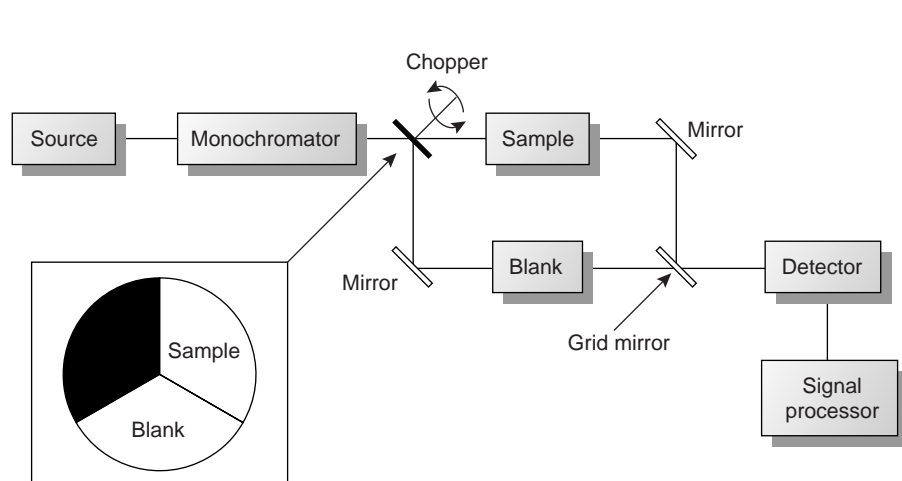 Chopper
Source
Monochromator
Sample
Mirror
Mirror
Blank
Detector
Grid mirror
Sample
Blank
Signal
processor